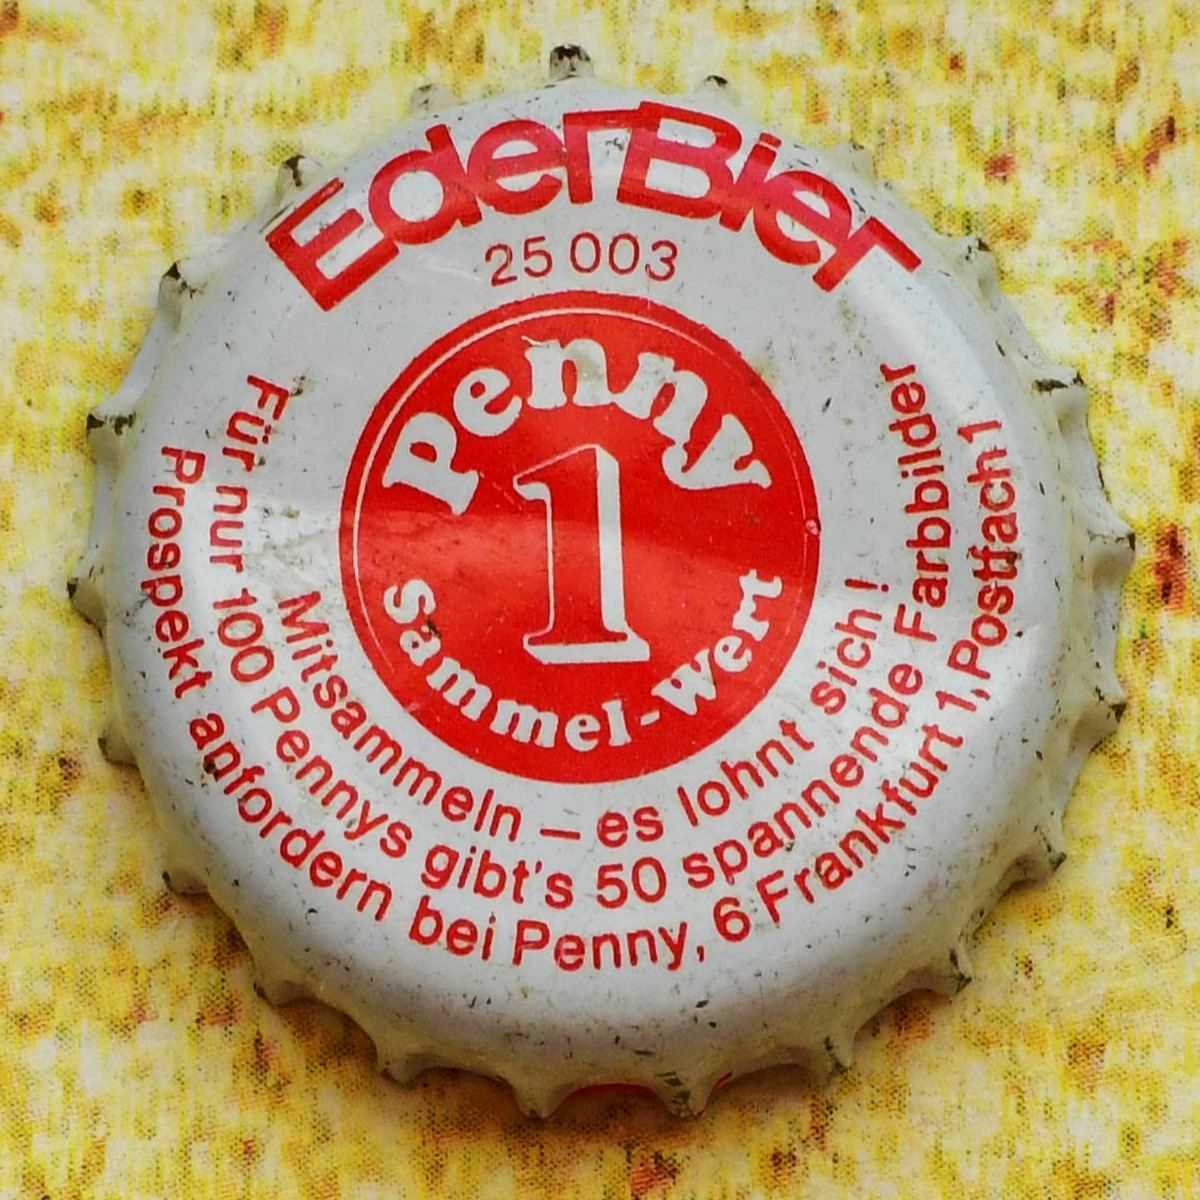 EderBier
25 003
Penny
1
Sammel-Wert
Mitsammeln – es lohnt sich!
Für nur 100 Pennys gibt's 50 spannende Farbbilder
Prospekt anfordern bei Penny, 6 Frankfurt 1, Postfach 1